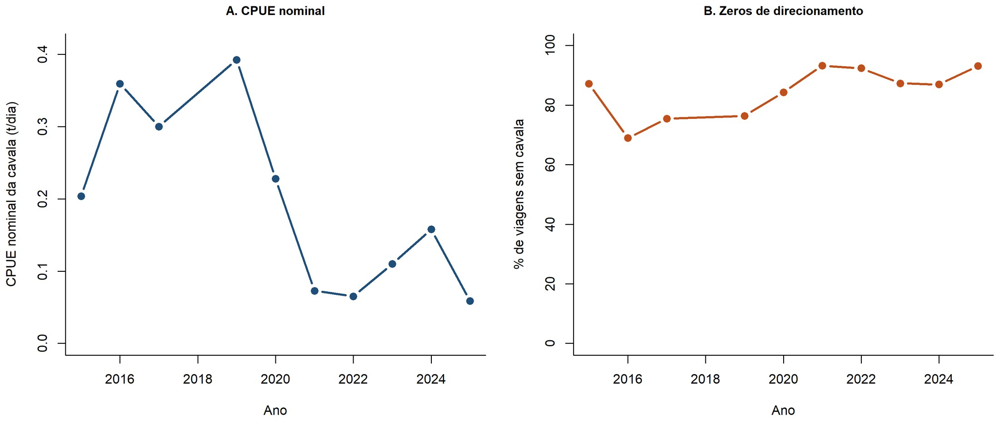 A. CPUE nominal
CPUE nominal da cavala (t/dia)
0.4
0.3
0.2
0.1
0.0
2016 2018 2020 2022 2024
Ano
B. Zeros de direcionamento
% de viagens sem cavala
100
80
60
40
20
0
2016 2018 2020 2022 2024
Ano